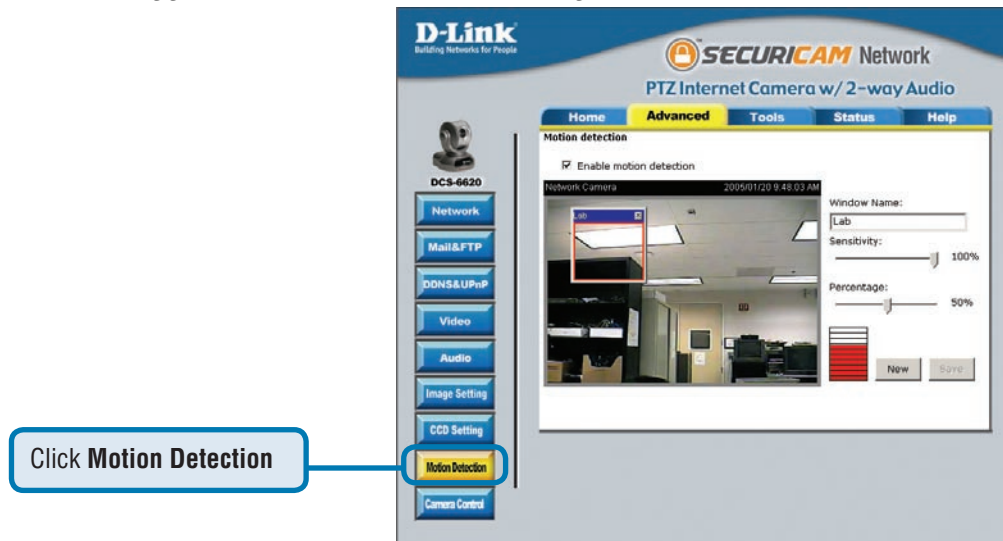 D-Link
Building Networks for People
SECURICAM Network
PTZ Internet Camera w/ 2-way Audio
Home Advanced Tools Status Help
DCS-6620
Network
Mail&FTP
DDNS&UPnP
Video
Audio
Image Setting
CCD Setting
Motion Detection
Camera Control
Motion detection
Enable motion detection
Network Camera 2005/01/20 9:48:03 AM
Lab
Window Name:
Lab
Sensitivity:
100%
Percentage:
50%
New Save
Click Motion Detection